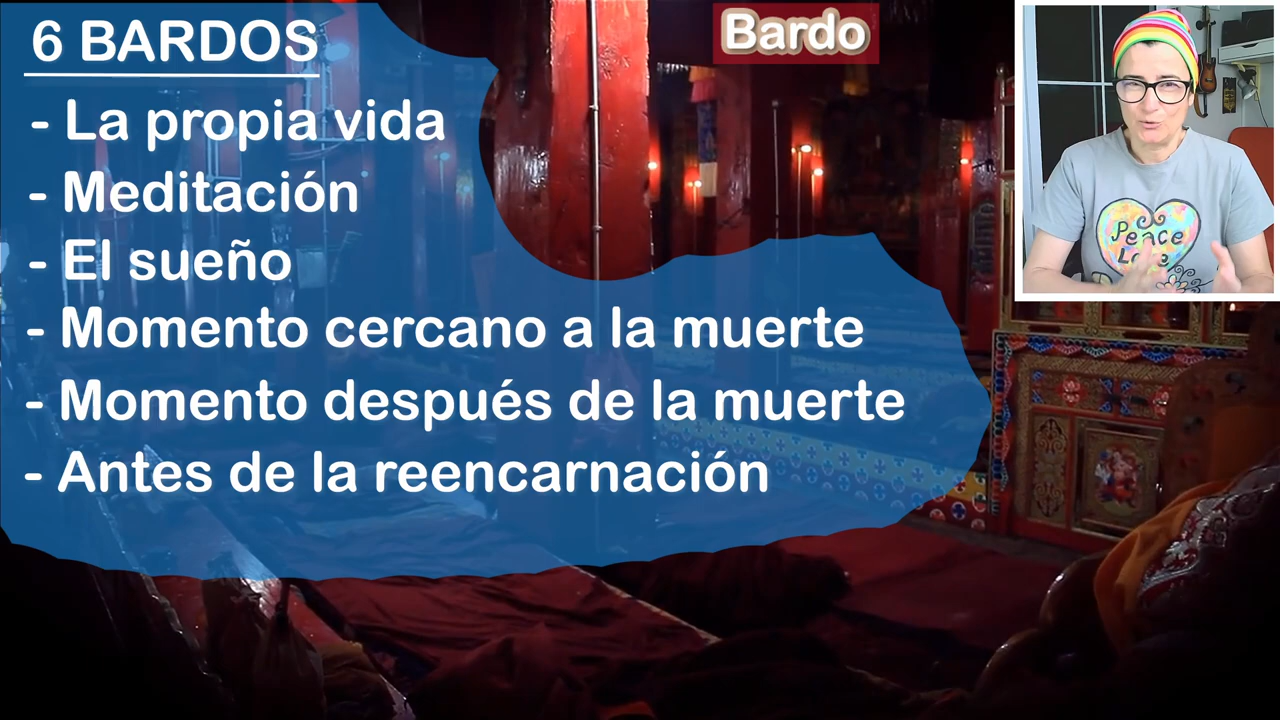 6 BARDOS
- La propia vida
- Meditación
- El sueño
- Momento cercano a la muerte
- Momento después de la muerte
- Antes de la reencarnación
Bardo
Peace
Love